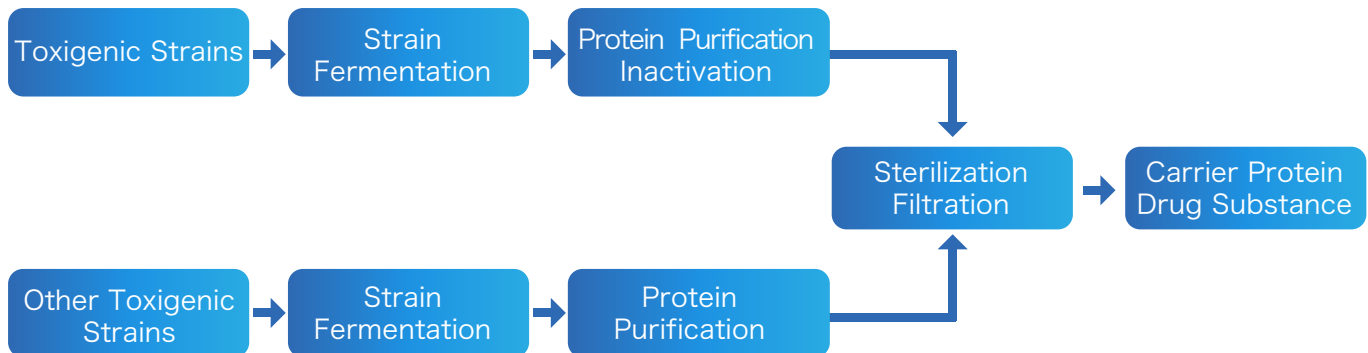 Toxigenic Strains
Strain
Fermentation
Protein Purification
Inactivation
Sterilization
Filtration
Carrier Protein
Drug Substance
Other Toxigenic
Strains
Strain
Fermentation
Protein
Purification